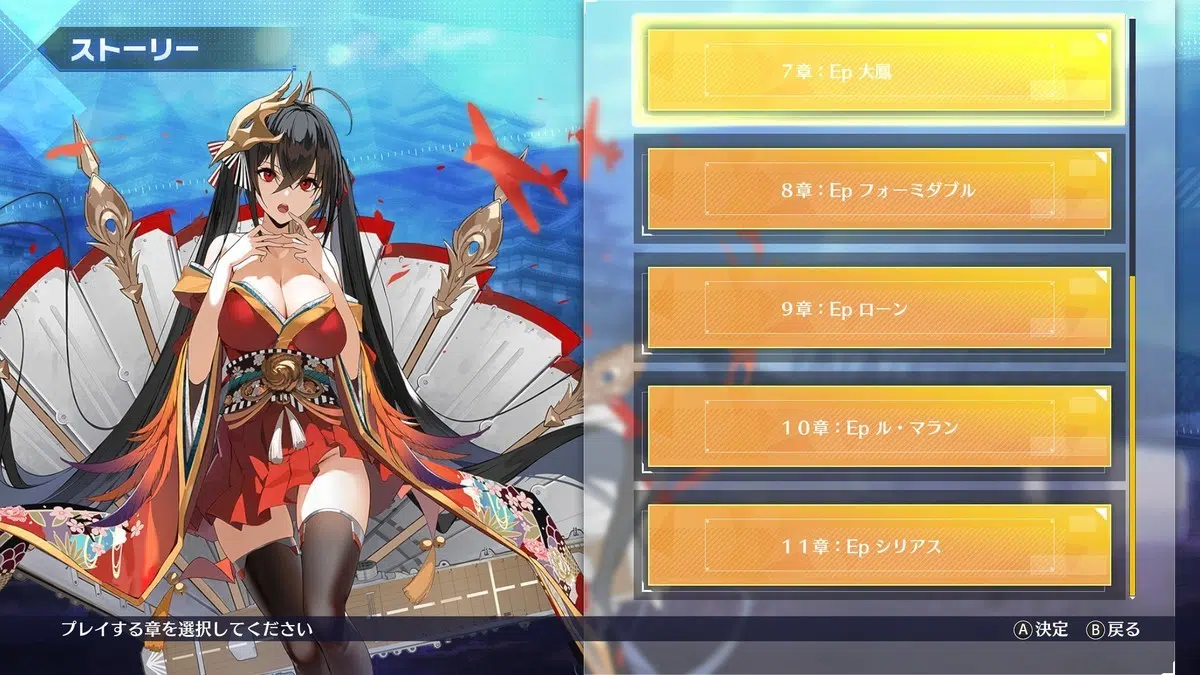 ストーリー
7章:Ep 大鳳
8章:Ep フォーミダブル
9章:Ep ローン
10章:Ep ル・マラン
11章:Ep シリアス
プレイする章を選択してください
Ⓐ決定 Ⓑ戻る